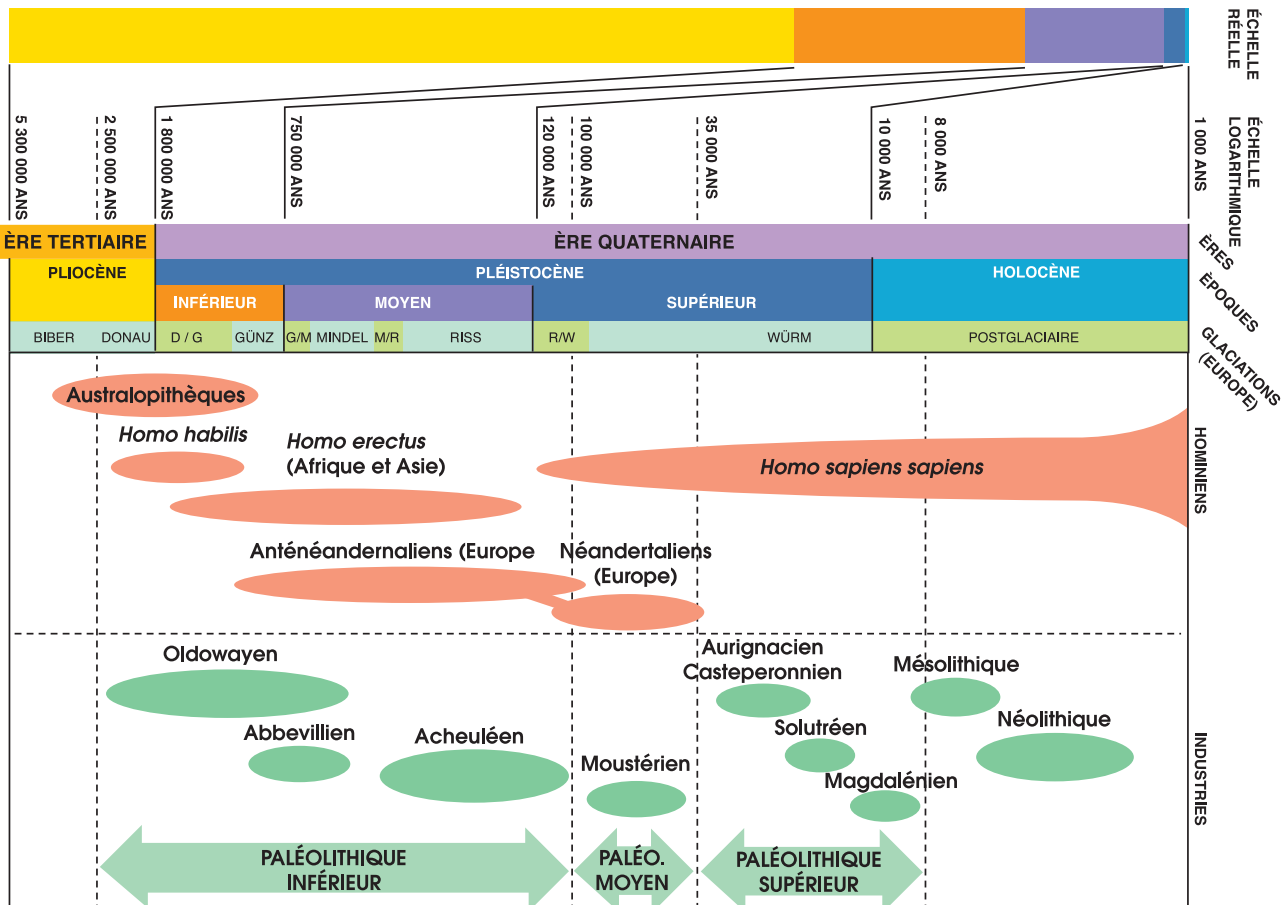 ÉCHELLE
RÉELLE
5 300 000 ANS
2 500 000 ANS
1 800 000 ANS
750 000 ANS
120 000 ANS
100 000 ANS
35 000 ANS
10 000 ANS
8 000 ANS
1 000 ANS
ÉCHELLE
LOGARITHMIQUE
ÈRE TERTIAIRE
ÈRE QUATERNAIRE
ÈRES
PLIOCÈNE
PLÉISTOCÈNE
HOLOCÈNE
INFÉRIEUR
MOYEN
SUPÉRIEUR
ÈPOQUES
BIBER
DONAU
D / G
GÜNZ
G/M
MINDEL
M/R
RISS
R/W
WÜRM
POSTGLACIAIRE
GLACIATIONS
(EUROPE)
Australopithèques
Homo habilis
Homo erectus
(Afrique et Asie)
Homo sapiens sapiens
HOMINIENS
Anténéandernaliens (Europe
Néandertaliens
(Europe)
Oldowayen
Aurignacien
Casteperonnien
Mésolithique
Abbevillien
Acheuléen
Solutréen
Néolithique
Moustérien
Magdalénien
INDUSTRIES
PALÉOLITHIQUE
INFÉRIEUR
PALÉO.
MOYEN
PALÉOLITHIQUE
SUPÉRIEUR